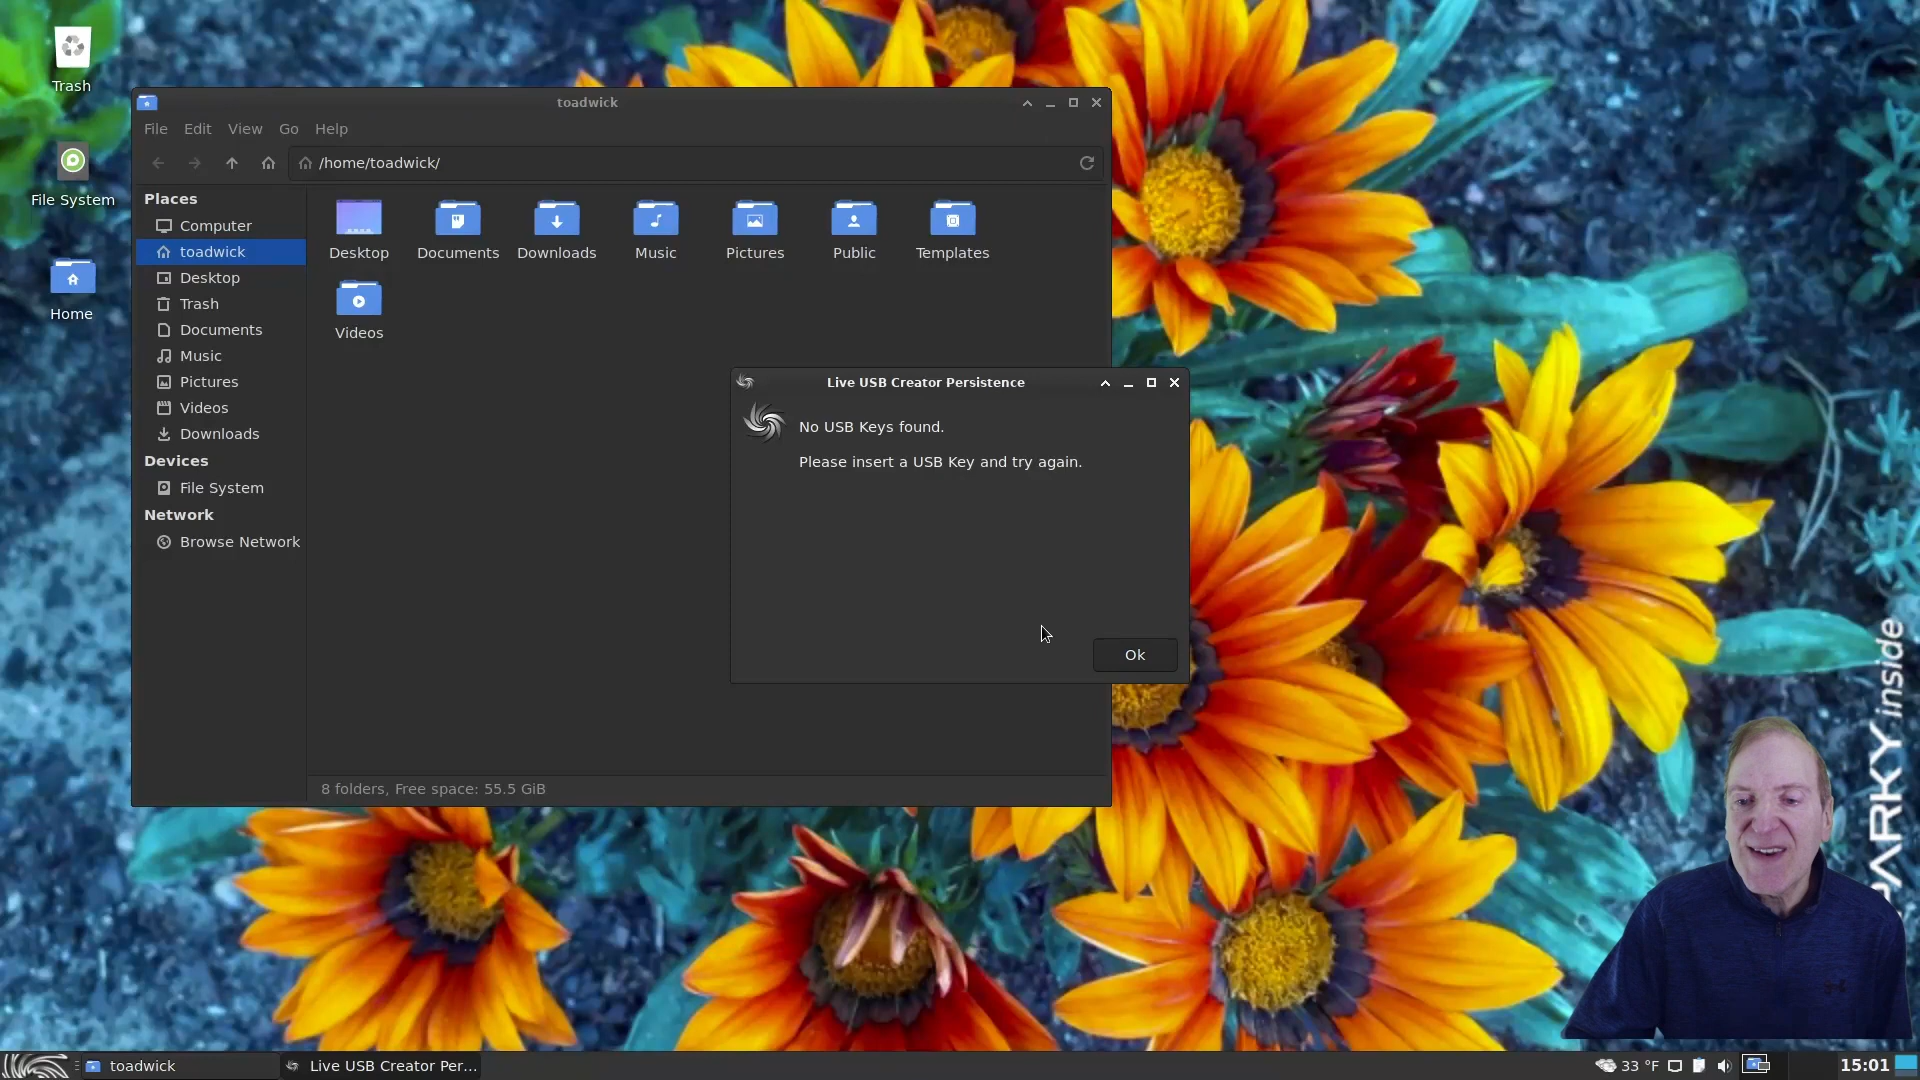 Trash
File System
Home
toadwick
File Edit View Go Help
/home/toadwick/
Places
Computer
toadwick
Desktop
Trash
Documents
Music
Pictures
Videos
Downloads
Devices
File System
Network
Browse Network
Desktop Documents Downloads Music Pictures Public Templates
Videos
8 folders, Free space: 55.5 GiB
Live USB Creator Persistence
No USB Keys found.
Please insert a USB Key and try again.
Ok
PARKY inside
toadwick
Live USB Creator Per...
33 °F
15:01